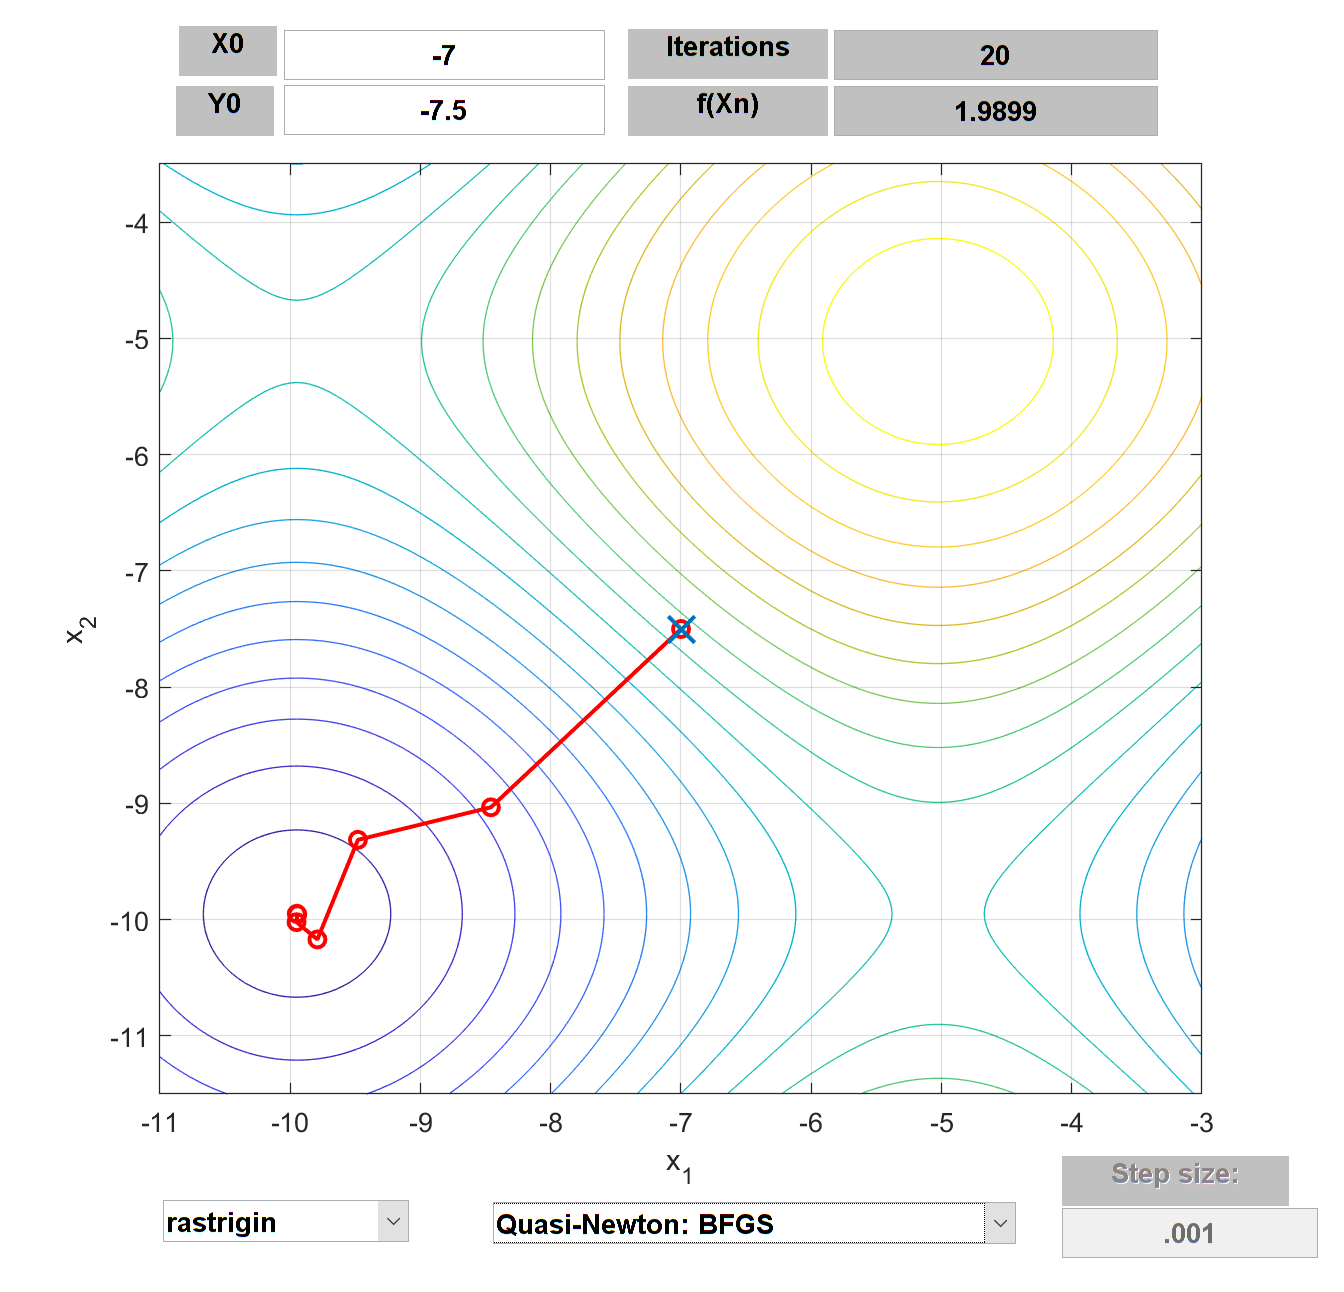 X0 -7 Iterations 20
Y0 -7.5 f(Xn) 1.9899
-4
-5
-6
-7
x2
-8
-9
-10
-11
-11 -10 -9 -8 -7 -6 -5 -4 -3
x1
Step size:
rastrigin Quasi-Newton: BFGS .001